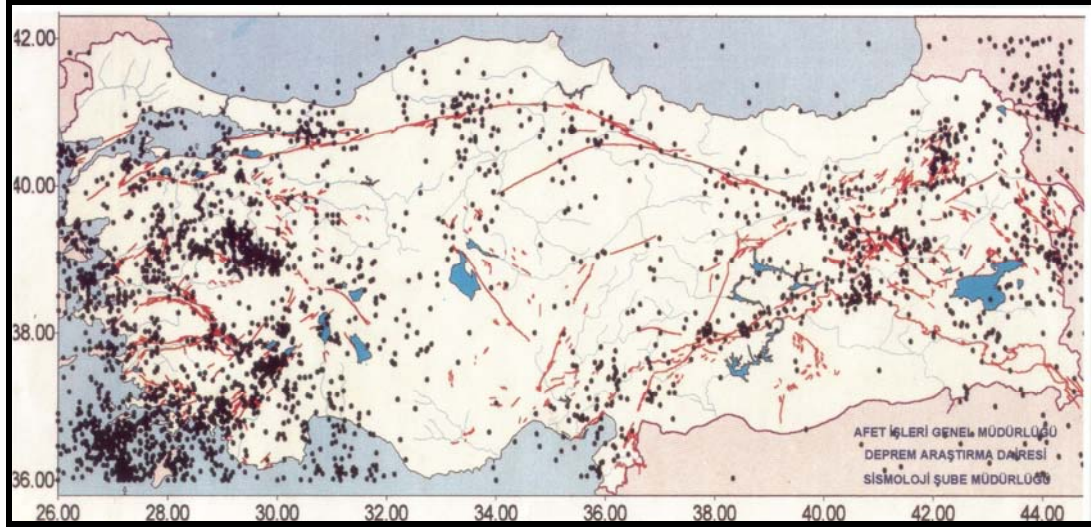 42.00
40.00
38.00
36.00
26.00 28.00 30.00 32.00 34.00 36.00 38.00 40.00 42.00 44.00
AFET İŞLERİ GENEL MÜDÜRLÜĞÜ
DEPREM ARAŞTIRMA DAİRESİ
SİSMOLOJİ ŞUBE MÜDÜRLÜĞÜ